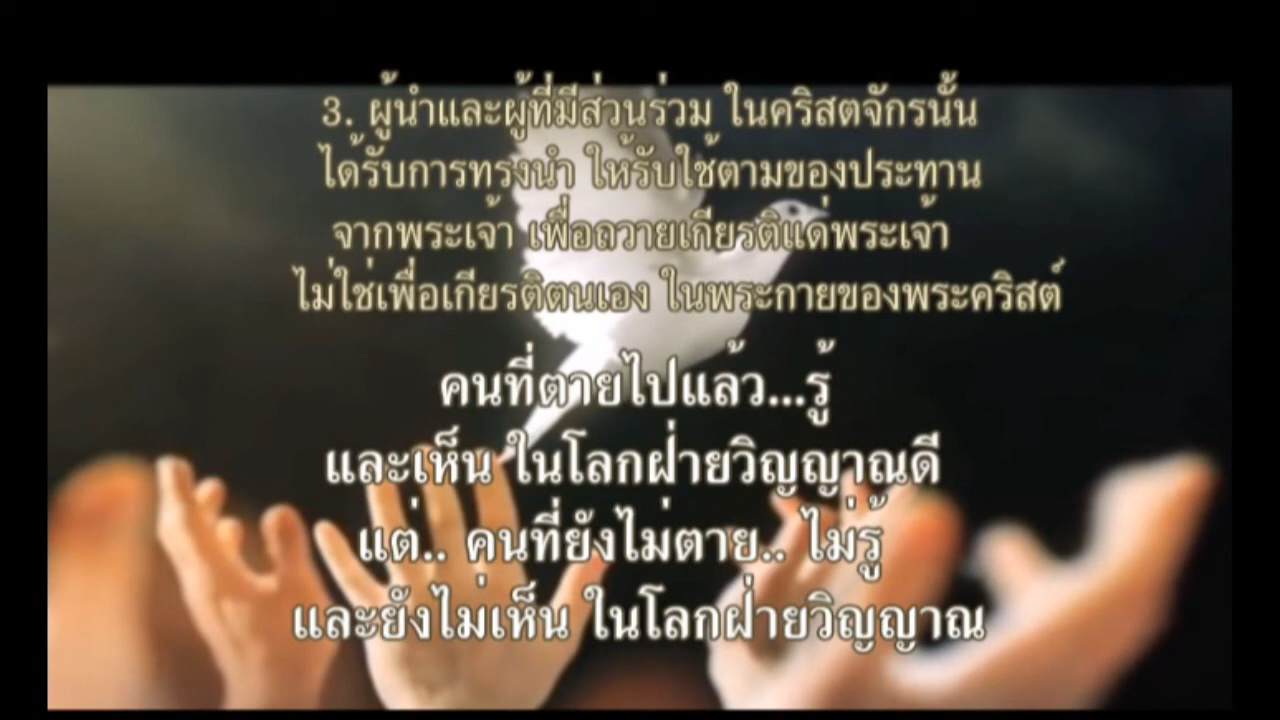 3. ผู้นำและผู้ที่มีส่วนร่วม ในคริสตจักรนั้น
ได้รับการทรงนำ ให้รับใช้ตามของประทาน
จากพระเจ้า เพื่อถวายเกียรติแด่พระเจ้า
ไม่ใช่เพื่อเกียรติตนเอง ในพระกายของพระคริสต์
คนที่ตายไปแล้ว...รู้
และเห็น ในโลกฝ่ายวิญญาณดี
แต่.. คนที่ยังไม่ตาย.. ไม่รู้
และยังไม่เห็น ในโลกฝ่ายวิญญาณ